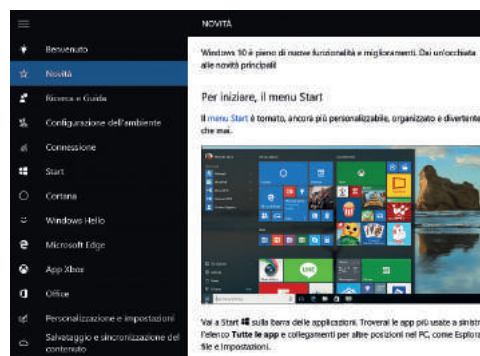 NOVITÀ
Benvenuto
Novità
Ricerca e Guida
Configurazione dell'ambiente
Connessione
Start
Cortana
Windows Hello
Microsoft Edge
App Xbox
Office
Personalizzazione e impostazioni
Salvataggio e sincronizzazione del
contenuto
Windows 10 è pieno di nuove funzionalità e miglioramenti. Dai un'occhiata
alle novità principali!
Per iniziare, il menu Start
Il menu Start è tornato, ancora più personalizzabile, organizzato e divertente
che mai.
LINE
Vai a Start sulla barra delle applicazioni. Troverai le app più usate a sinistr
l'elenco Tutte le app e collegamenti per altre posizioni nel PC, come Esplora
file e Impostazioni.